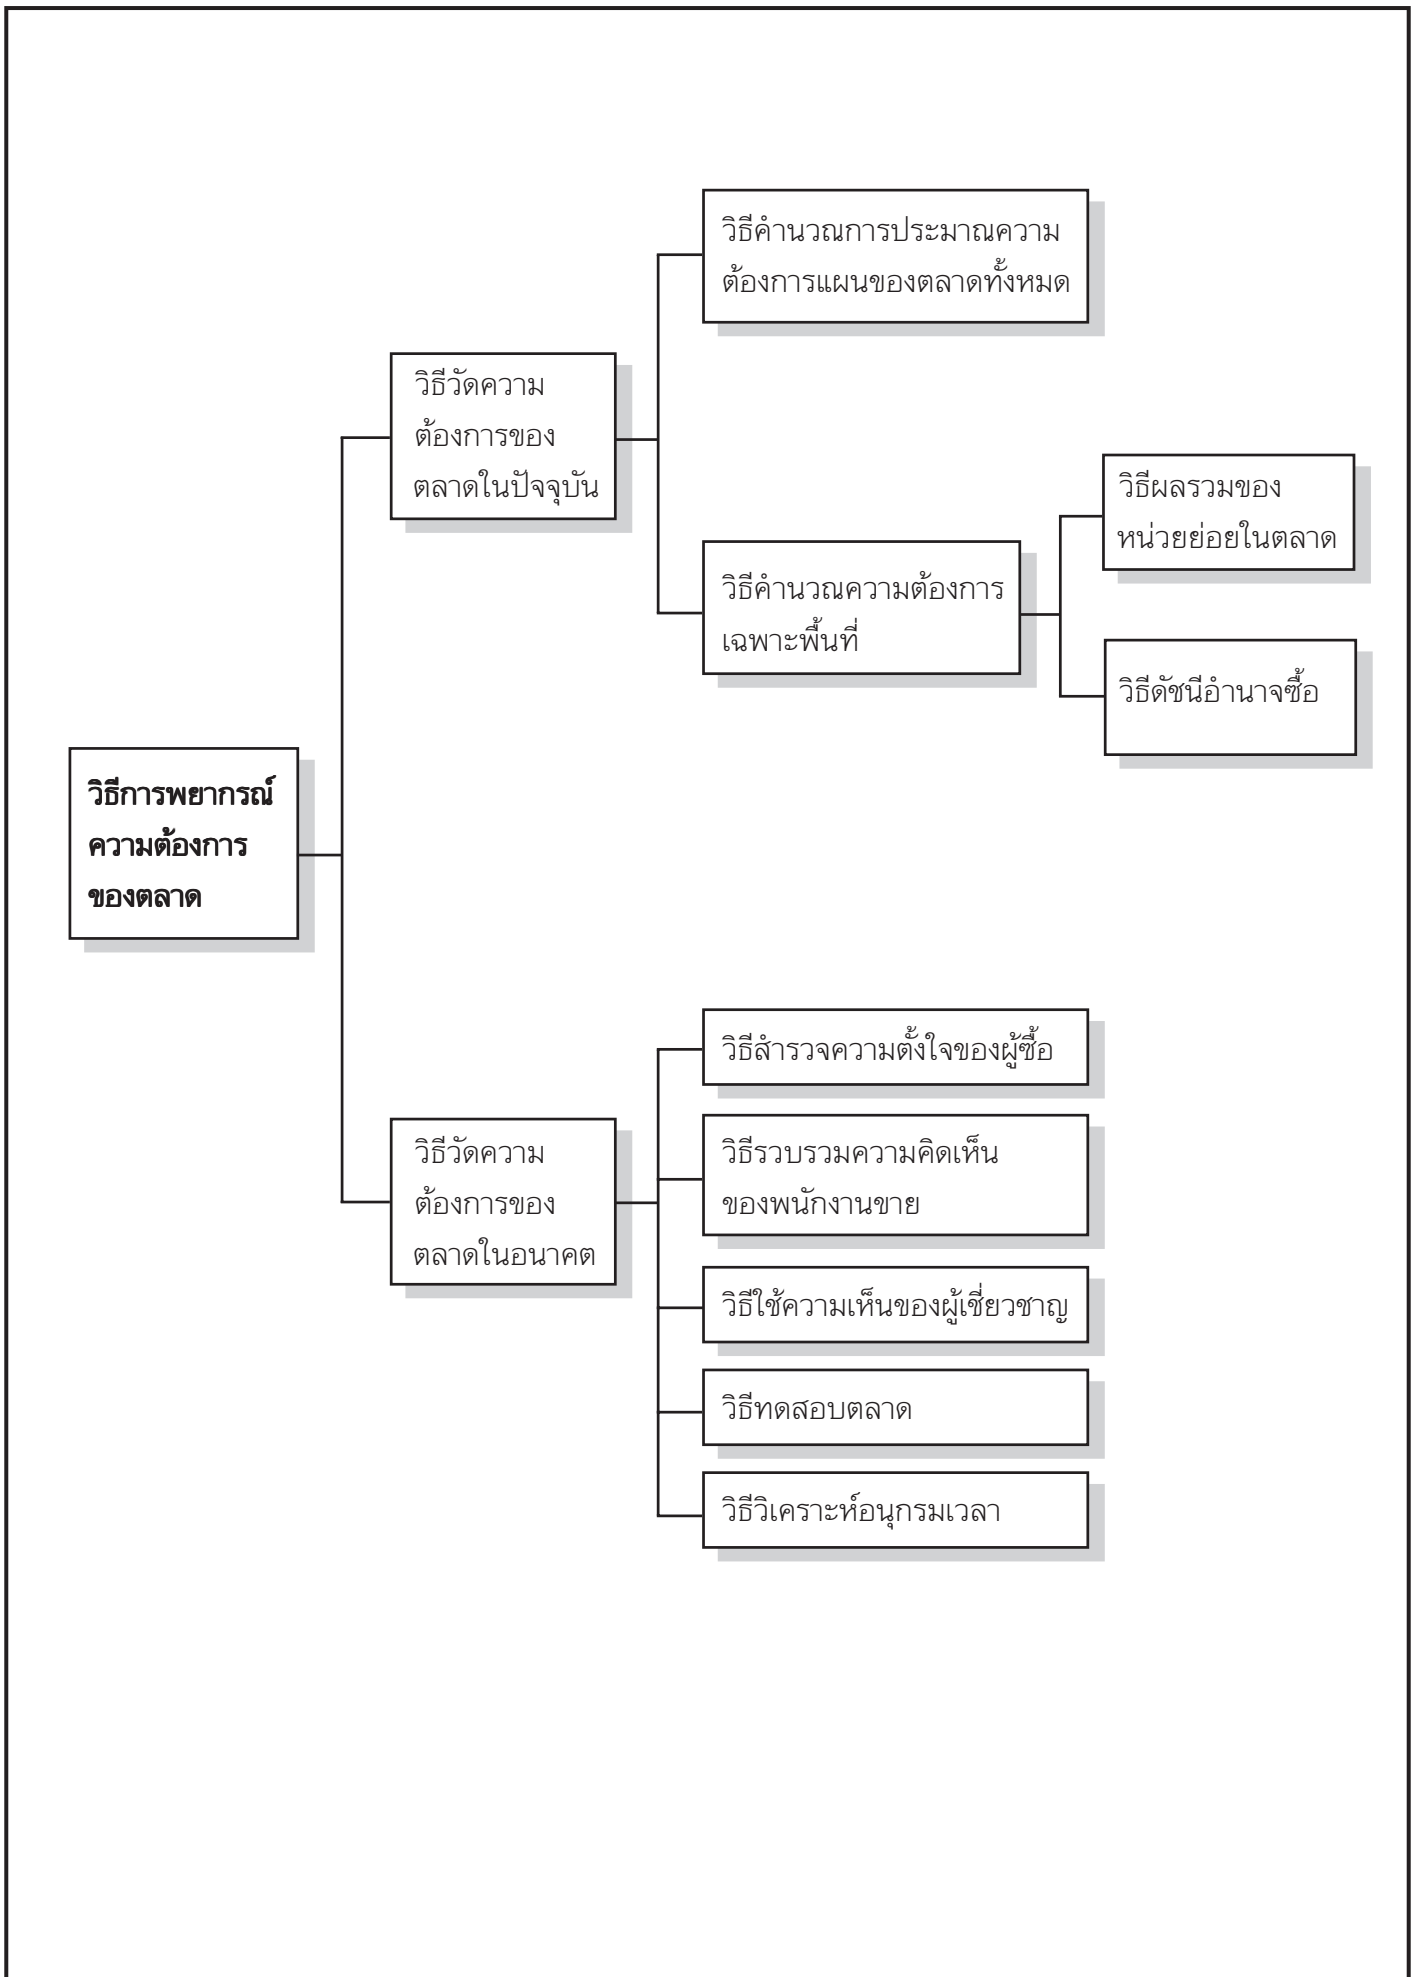 วิธีคำนวณการประมาณความ
ต้องการแผนของตลาดทั้งหมด
วิธีวัดความ
ต้องการของ
ตลาดในปัจจุบัน
วิธีผลรวมของ
หน่วยย่อยในตลาด
วิธีคำนวณความต้องการ
เฉพาะพื้นที่
วิธีดัชนีอำนาจซื้อ
วิธีการพยากรณ์
ความต้องการ
ของตลาด
วิธีสำรวจความตั้งใจของผู้ซื้อ
วิธีวัดความ
ต้องการของ
ตลาดในอนาคต
วิธีรวบรวมความคิดเห็น
ของพนักงานขาย
วิธีใช้ความเห็นของผู้เชี่ยวชาญ
วิธีทดสอบตลาด
วิธีวิเคราะห์อนุกรมเวลา